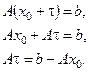 A(x₀ + τ) = b,
Ax₀ + Aτ = b,
Aτ = b − Ax₀.